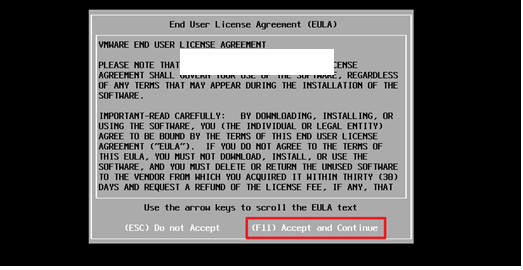 End User License Agreement (EULA)
VMWARE END USER LICENSE AGREEMENT
PLEASE NOTE THAT LICENSE
AGREEMENT SHALL GOVERN YOUR USE OF THE SOFTWARE, REGARDLESS
OF ANY TERMS THAT MAY APPEAR DURING THE INSTALLATION OF THE
SOFTWARE.
IMPORTANT-READ CAREFULLY: BY DOWNLOADING, INSTALLING, OR
USING THE SOFTWARE, YOU (THE INDIVIDUAL OR LEGAL ENTITY)
AGREE TO BE BOUND BY THE TERMS OF THIS END USER LICENSE
AGREEMENT ("EULA"). IF YOU DO NOT AGREE TO THE TERMS OF
THIS EULA, YOU MUST NOT DOWNLOAD, INSTALL, OR USE THE
SOFTWARE, AND YOU MUST DELETE OR RETURN THE UNUSED SOFTWARE
TO THE VENDOR FROM WHICH YOU ACQUIRED IT WITHIN THIRTY (30)
DAYS AND REQUEST A REFUND OF THE LICENSE FEE, IF ANY, THAT
Use the arrow keys to scroll the EULA text
(ESC) Do not Accept (F11) Accept and Continue